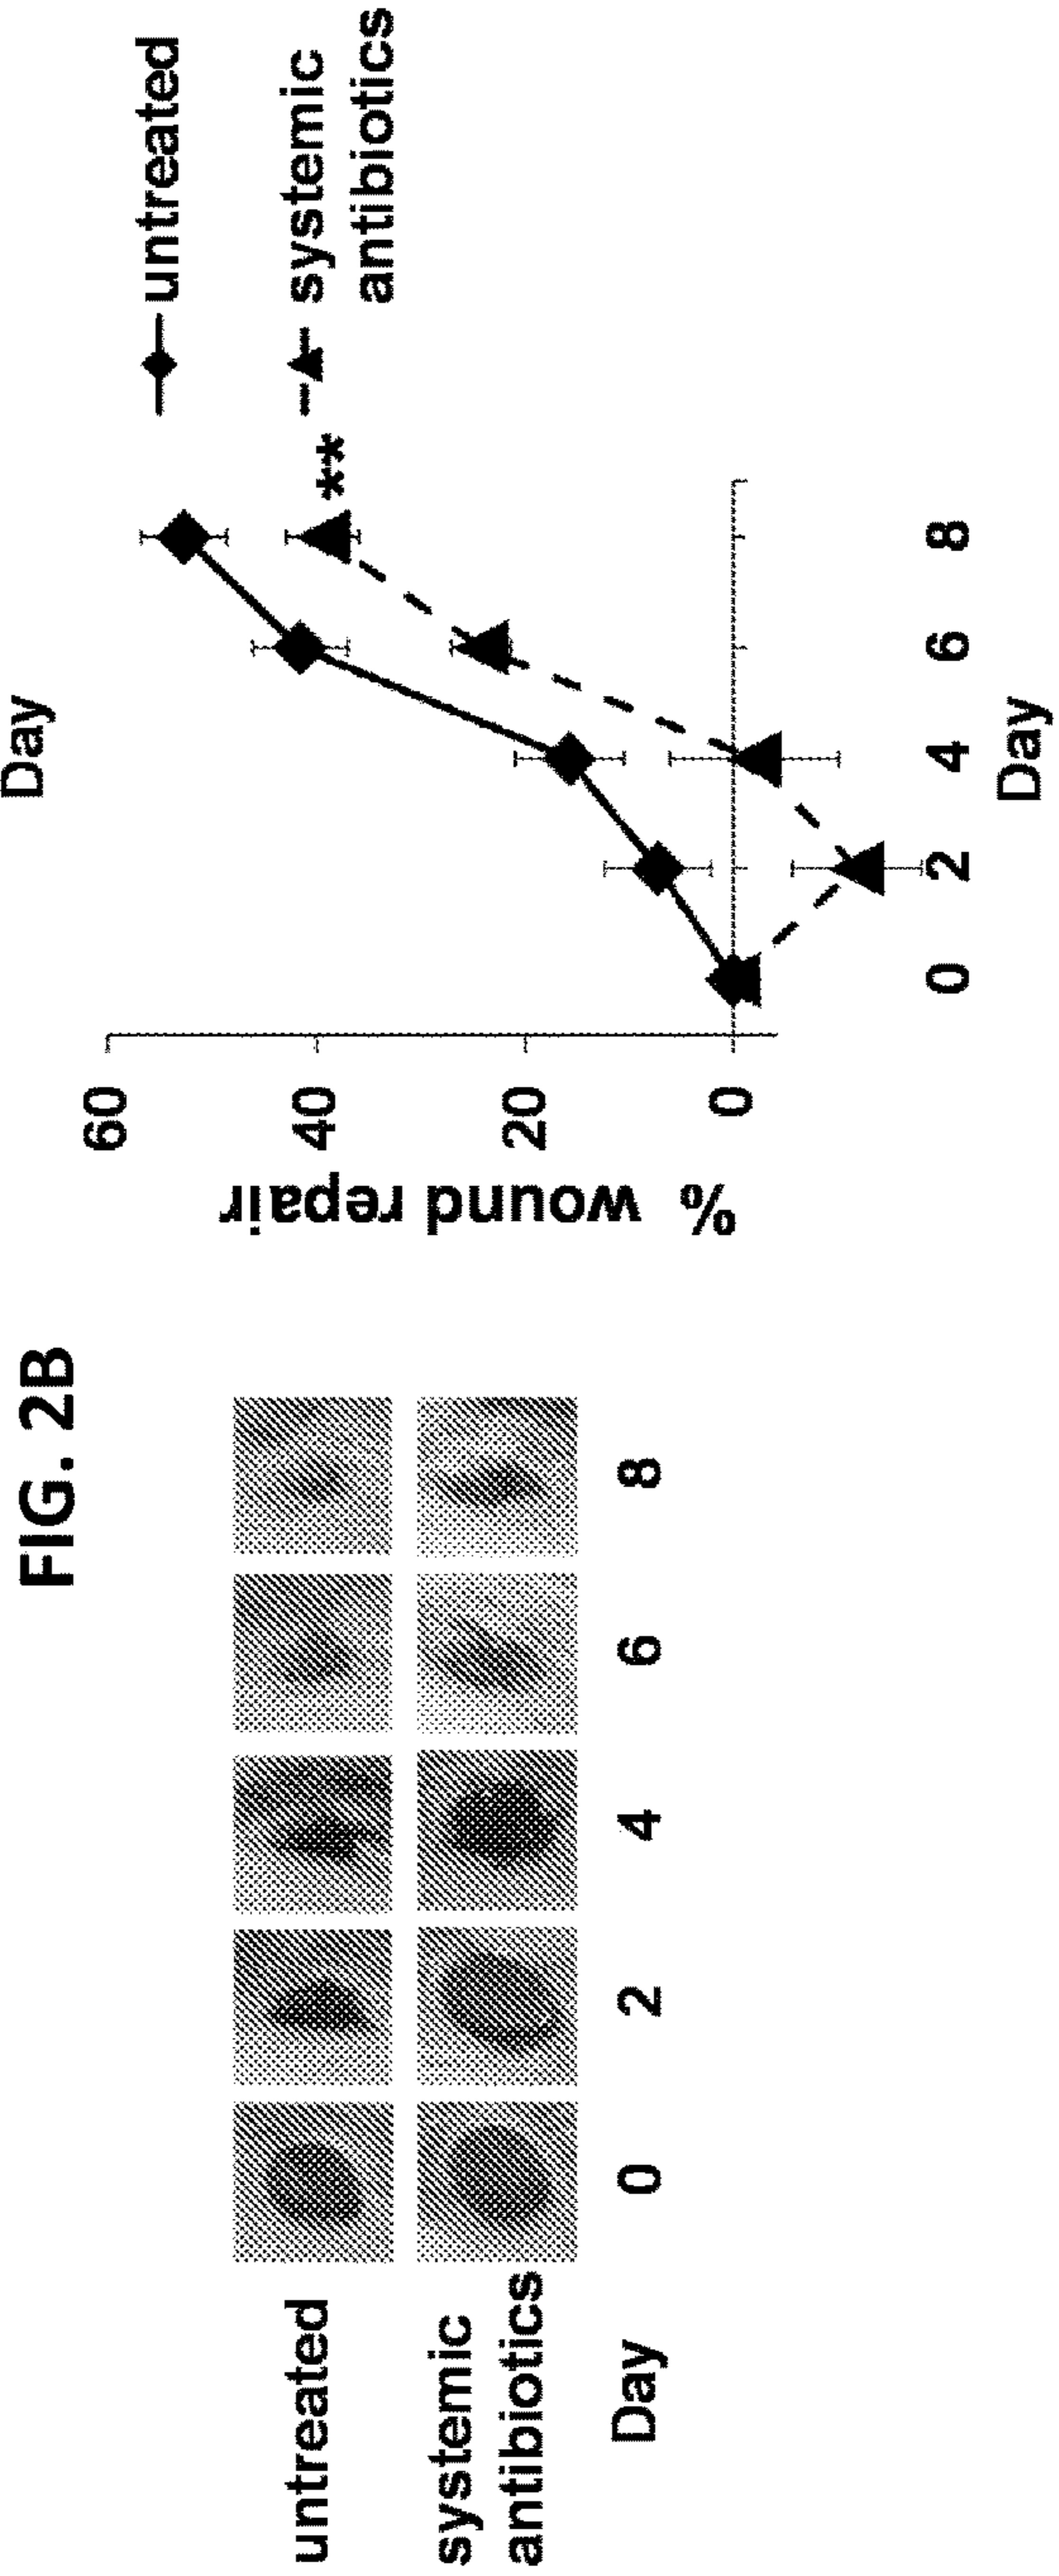 FIG. 2B
untreated
systemic
antibiotics
Day
0 2 4 6 8
Day
% wound repair
60
40
20
0
0 2 4 6 8
Day
untreated
systemic
antibiotics
**